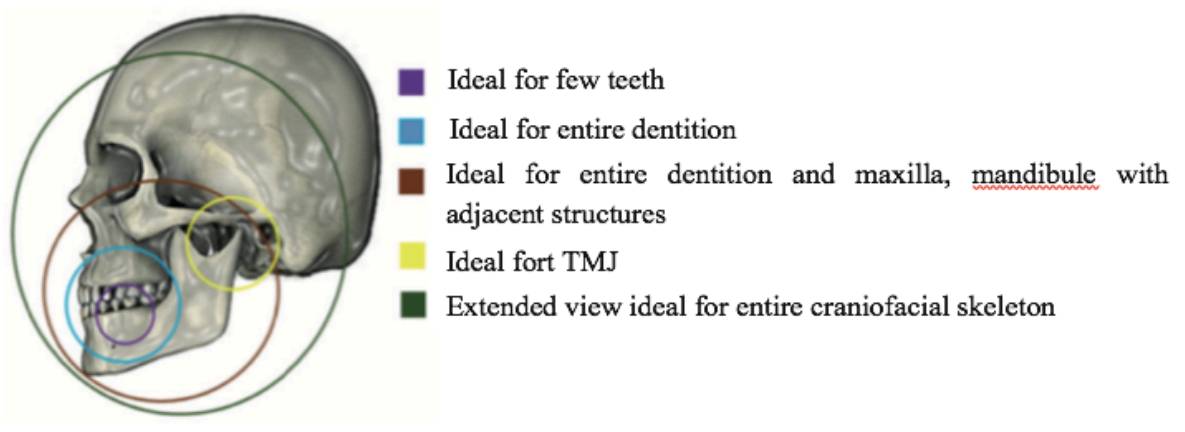 Ideal for few teeth
Ideal for entire dentition
Ideal for entire dentition and maxilla, mandibule with
adjacent structures
Ideal fort TMJ
Extended view ideal for entire craniofacial skeleton